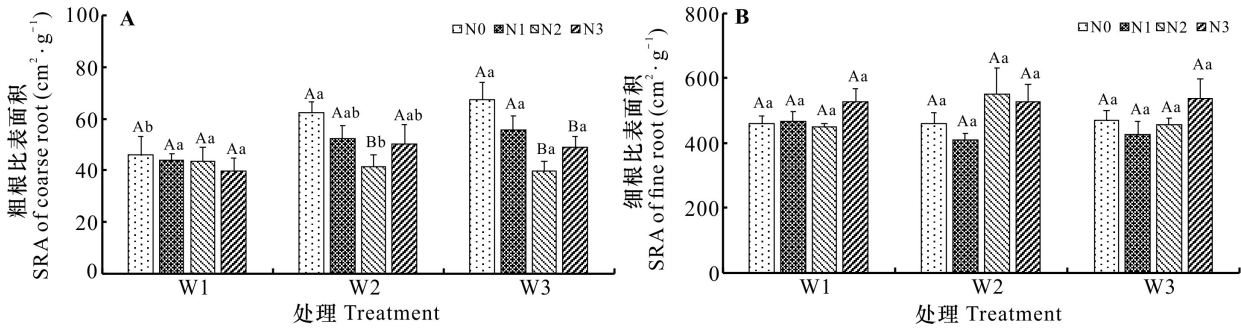 A
N0 N1 N2 N3
100
80
60
40
20
0
粗根比表面积
SRA of coarse root (cm²·g⁻¹)
Ab Aa Aa Aa
Aa Aab Bb Aab
Aa Aa Ba Ba
W1 W2 W3
处理 Treatment
B
N0 N1 N2 N3
800
600
400
200
0
细根比表面积
SRA of fine root (cm²·g⁻¹)
Aa Aa Aa Aa
Aa Aa Aa Aa
Aa Aa Aa Aa
W1 W2 W3
处理 Treatment